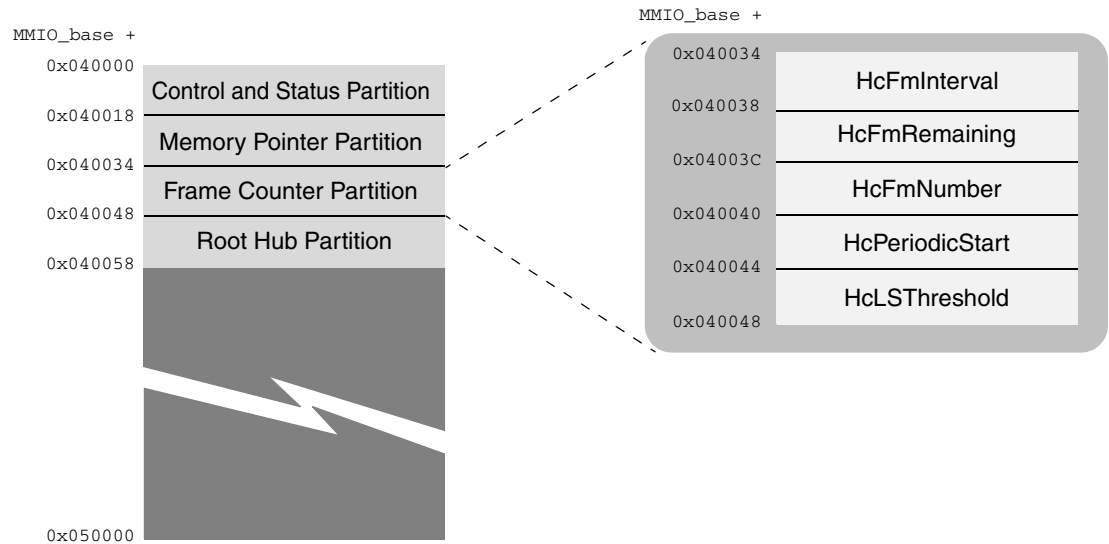 MMIO_base +
0x040000
Control and Status Partition
0x040018
Memory Pointer Partition
0x040034
Frame Counter Partition
0x040048
Root Hub Partition
0x040058
0x050000
MMIO_base +
0x040034
HcFmInterval
0x040038
HcFmRemaining
0x04003C
HcFmNumber
0x040040
HcPeriodicStart
0x040044
HcLSThreshold
0x040048